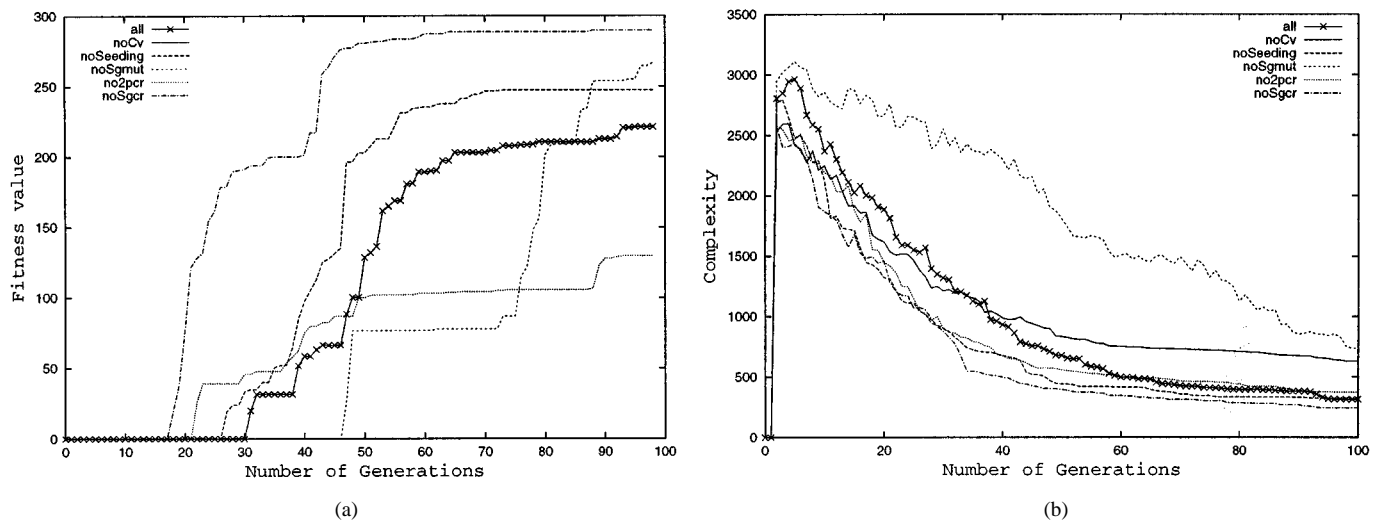 300
250
200
150
100
50
0
Fitness value
all
noCv
noSeeding
noSgmut
no2pcr
noSgcr
0 10 20 30 40 50 60 70 80 90 100
Number of Generations
(a)
3500
3000
2500
2000
1500
1000
500
0
Complexity
all
noCv
noSeeding
noSgmut
no2pcr
noSgcr
0 20 40 60 80 100
Number of Generations
(b)